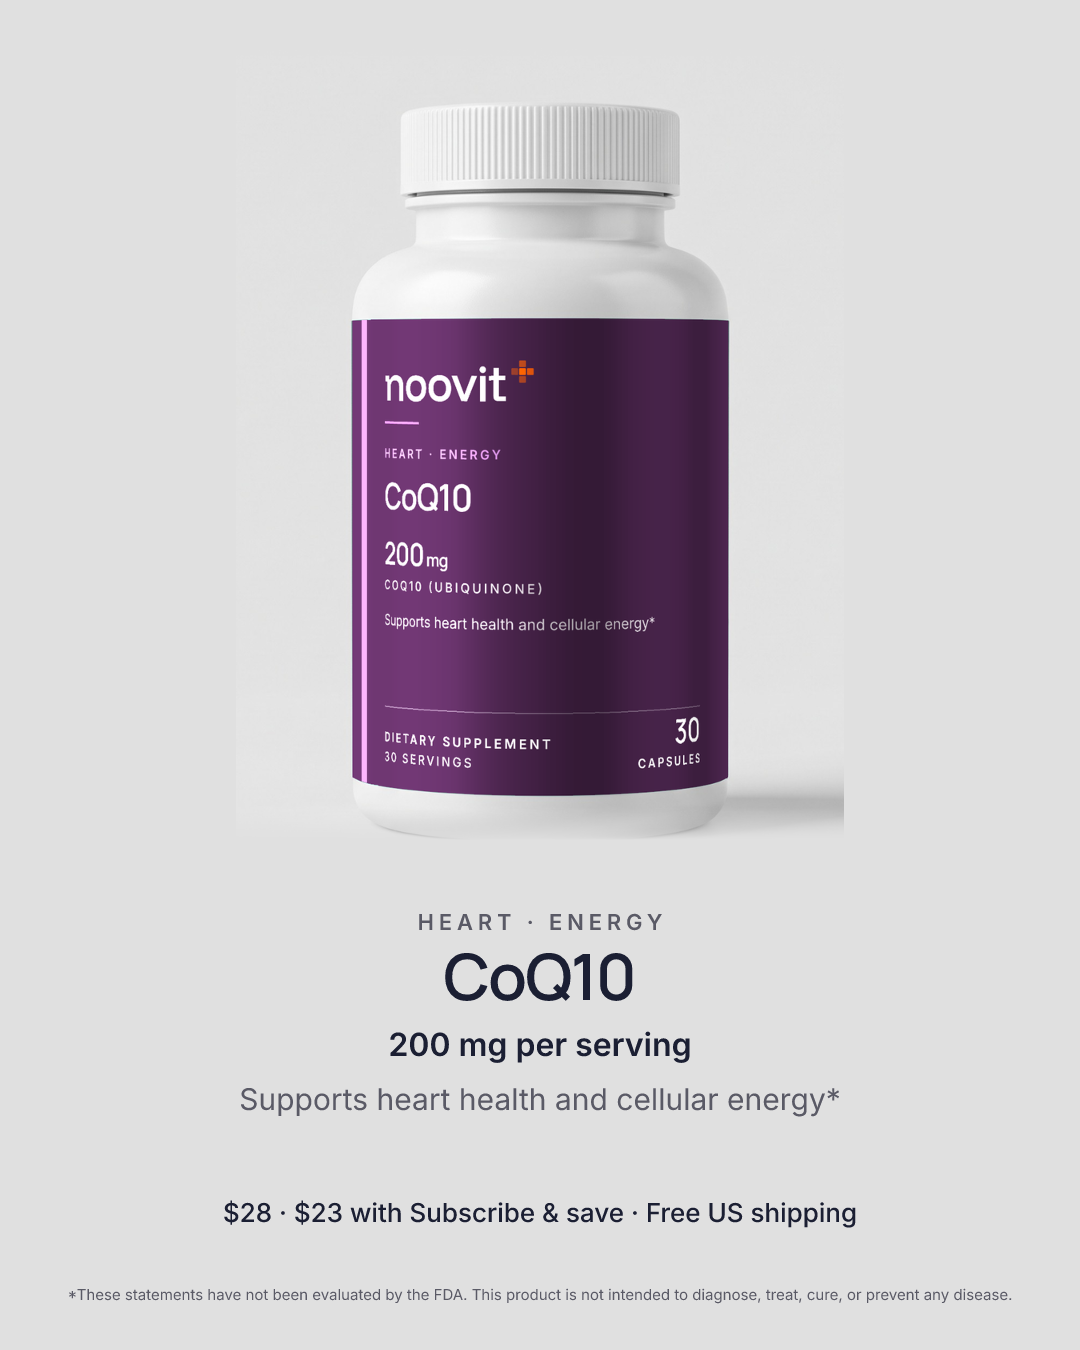 noovit
HEART · ENERGY
CoQ10
200 mg
COQ10 (UBIQUINONE)
Supports heart health and cellular energy*
DIETARY SUPPLEMENT
30 SERVINGS
30
CAPSULES
HEART · ENERGY
CoQ10
200 mg per serving
Supports heart health and cellular energy*
$28 · $23 with Subscribe & save · Free US shipping
*These statements have not been evaluated by the FDA. This product is not intended to diagnose, treat, cure, or prevent any disease.